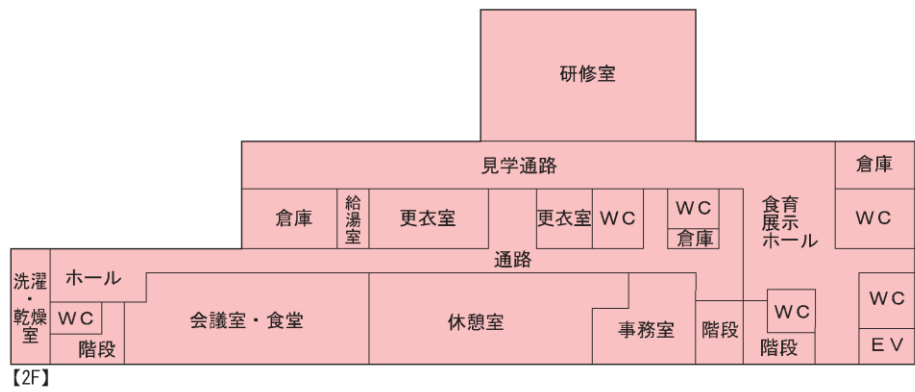 研修室
見学通路
倉庫
倉庫
給湯室
更衣室
更衣室
WC
WC
倉庫
食育
展示
ホール
WC
通路
洗濯
・
乾燥室
ホール
WC
階段
会議室・食堂
休憩室
事務室
階段
WC
階段
WC
EV
【2F】